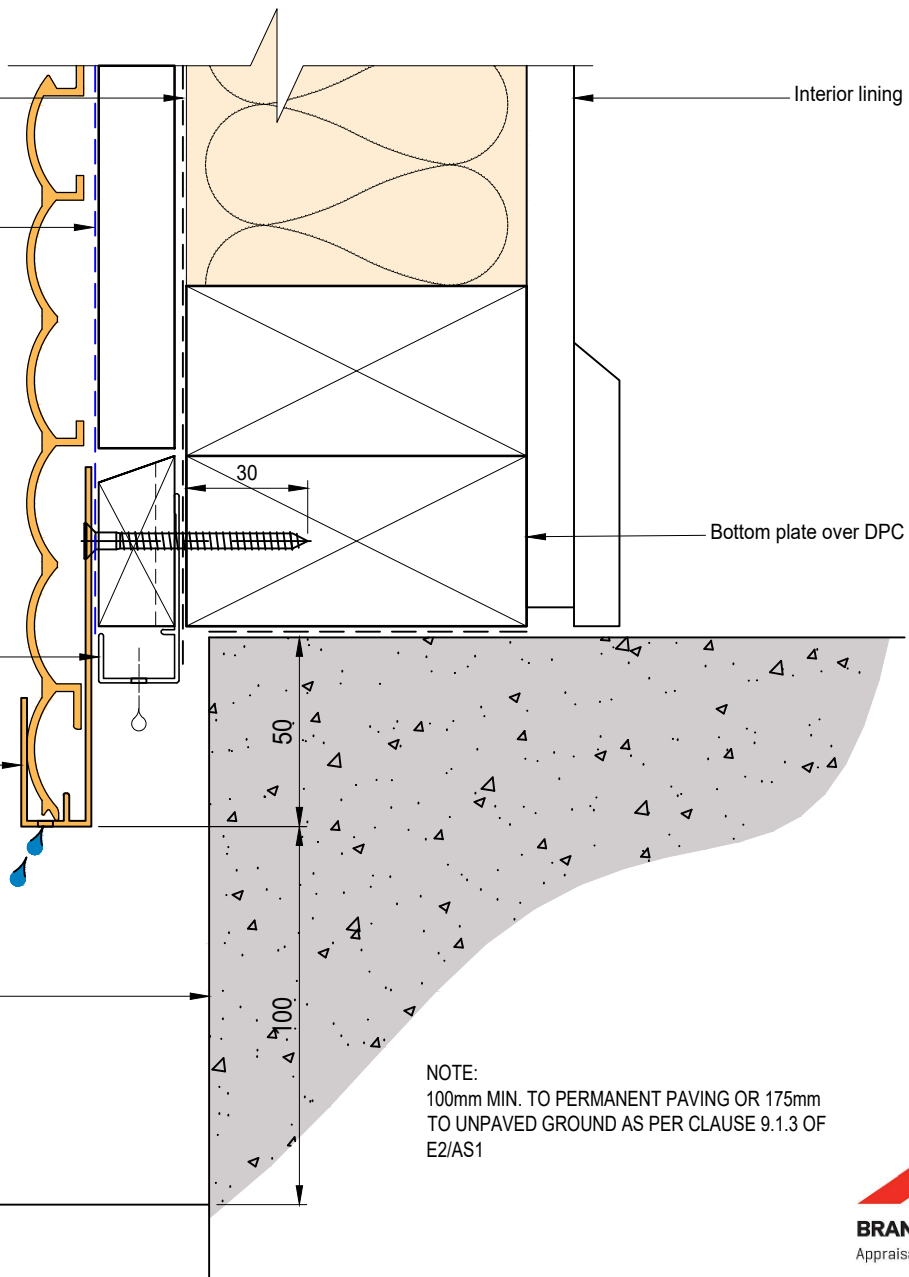 Interior lining
30
Bottom plate over DPC
50
100
NOTE:
100mm MIN. TO PERMANENT PAVING OR 175mm
TO UNPAVED GROUND AS PER CLAUSE 9.1.3 OF
E2/AS1